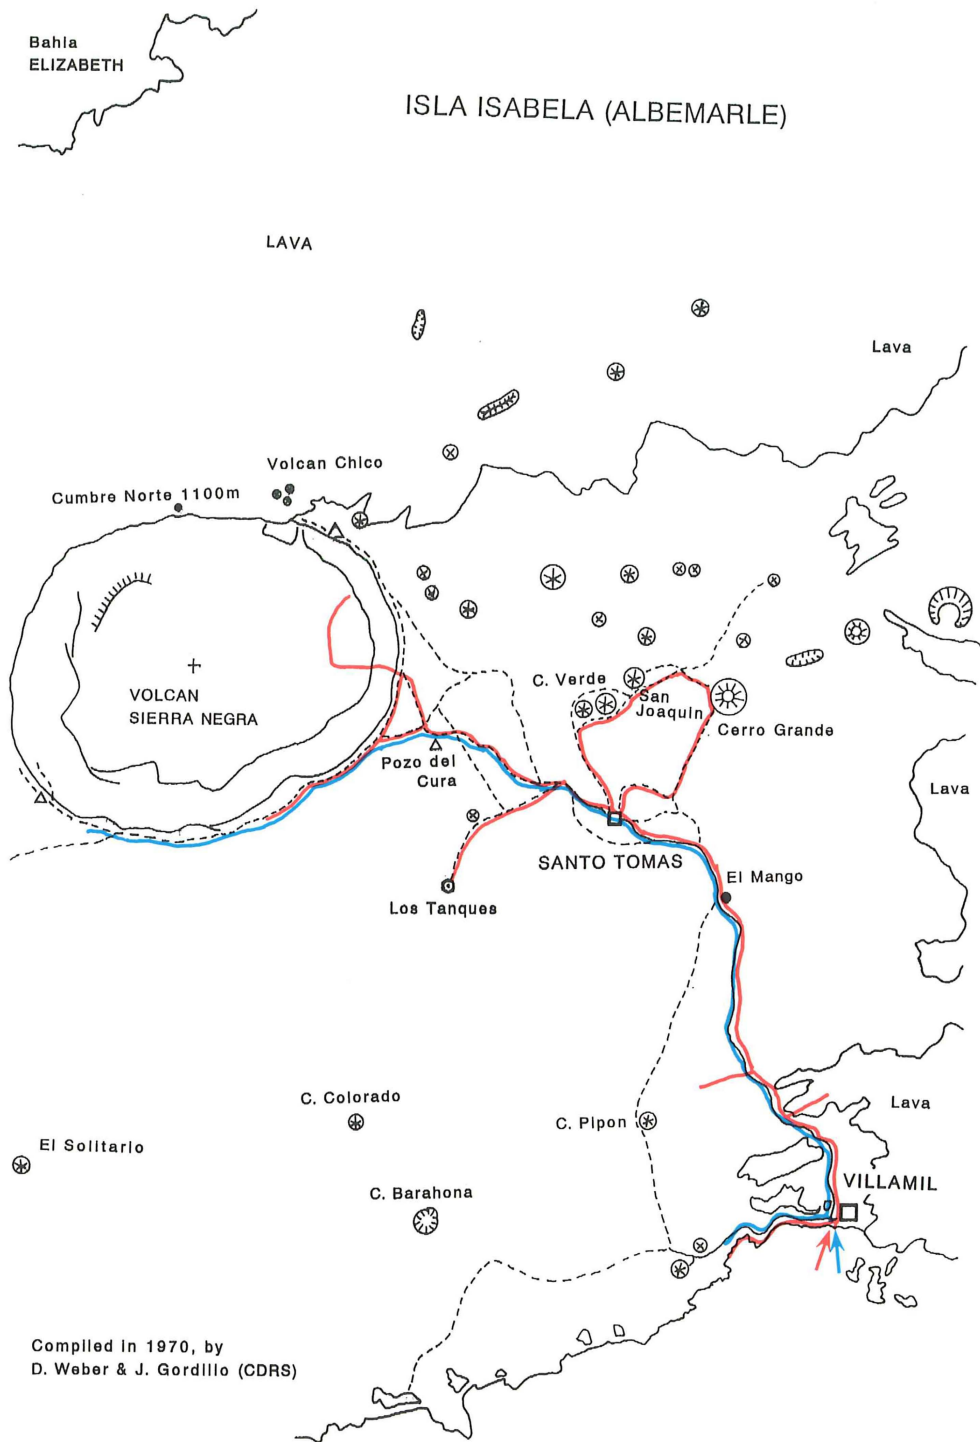 Bahia
ELIZABETH
ISLA ISABELA (ALBEMARLE)
LAVA
Lava
Volcan Chico
Cumbre Norte 1100m
C. Verde
San
Joaquin
Cerro Grande
VOLCAN
SIERRA NEGRA
Pozo del
Cura
Lava
SANTO TOMAS
El Mango
Los Tanques
C. Colorado
C. Pipon
Lava
El Solitario
VILLAMIL
C. Barahona
Compiled in 1970, by
D. Weber & J. Gordillo (CDRS)